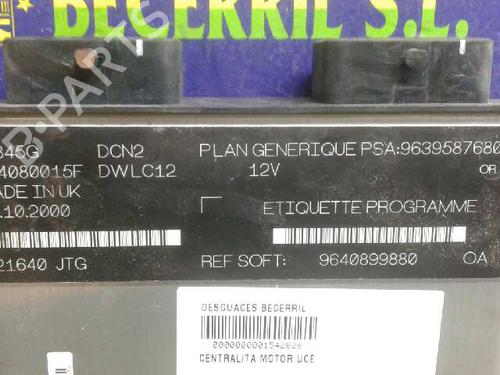 BECERRIL S.L.
B-PARTS
345G DCN2 PLAN GENERIQUE PSA:9639587680
4080015F DWLC12 12V OR
ADE IN UK
.10.2000 ETIQUETTE PROGRAMME
21640 JTG REF SOFT: 9640899880 OA
DESGUACES BECERRIL
CENTRALITA MOTOR UCE